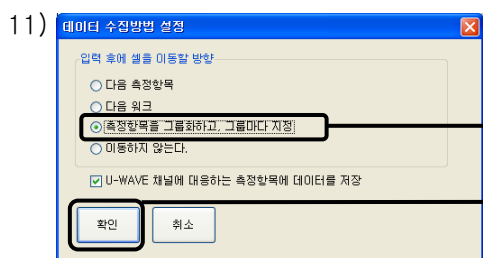 11)
데이터 수집방법 설정
입력 후에 셀을 이동할 방향
다음 측정항목
다음 워크
측정항목을 그룹화하고, 그룹마다 지정
이동하지 않는다.
U-WAVE 채널에 대응하는 측정항목에 데이터를 저장
확인 취소